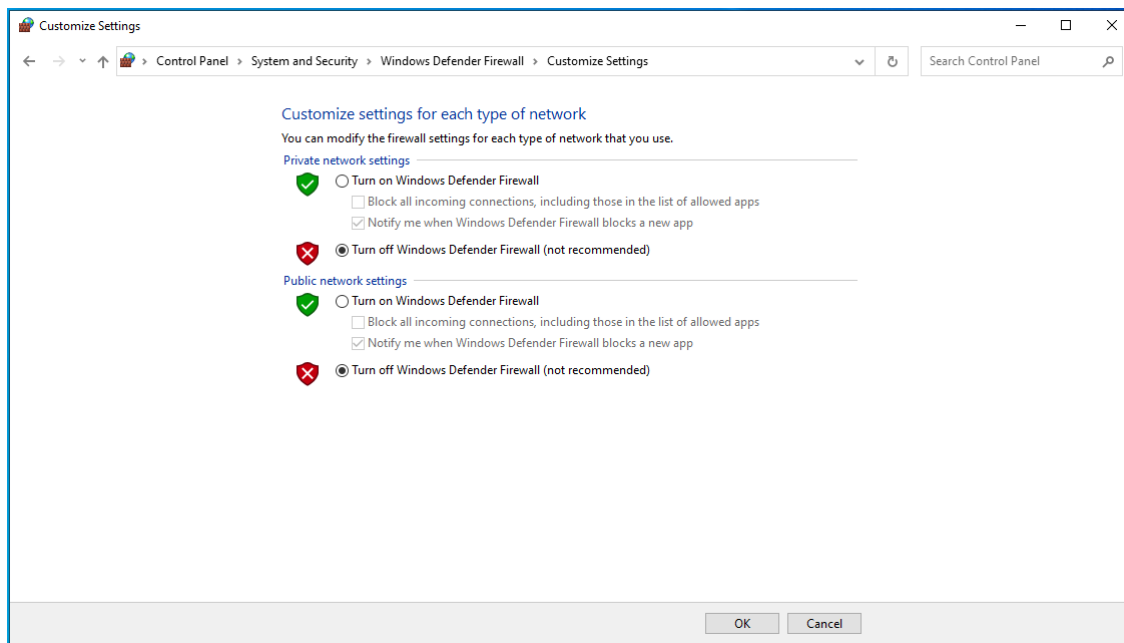 Customize Settings
Control Panel > System and Security > Windows Defender Firewall > Customize Settings
Search Control Panel
Customize settings for each type of network
You can modify the firewall settings for each type of network that you use.
Private network settings
Turn on Windows Defender Firewall
Block all incoming connections, including those in the list of allowed apps
Notify me when Windows Defender Firewall blocks a new app
Turn off Windows Defender Firewall (not recommended)
Public network settings
Turn on Windows Defender Firewall
Block all incoming connections, including those in the list of allowed apps
Notify me when Windows Defender Firewall blocks a new app
Turn off Windows Defender Firewall (not recommended)
OK
Cancel